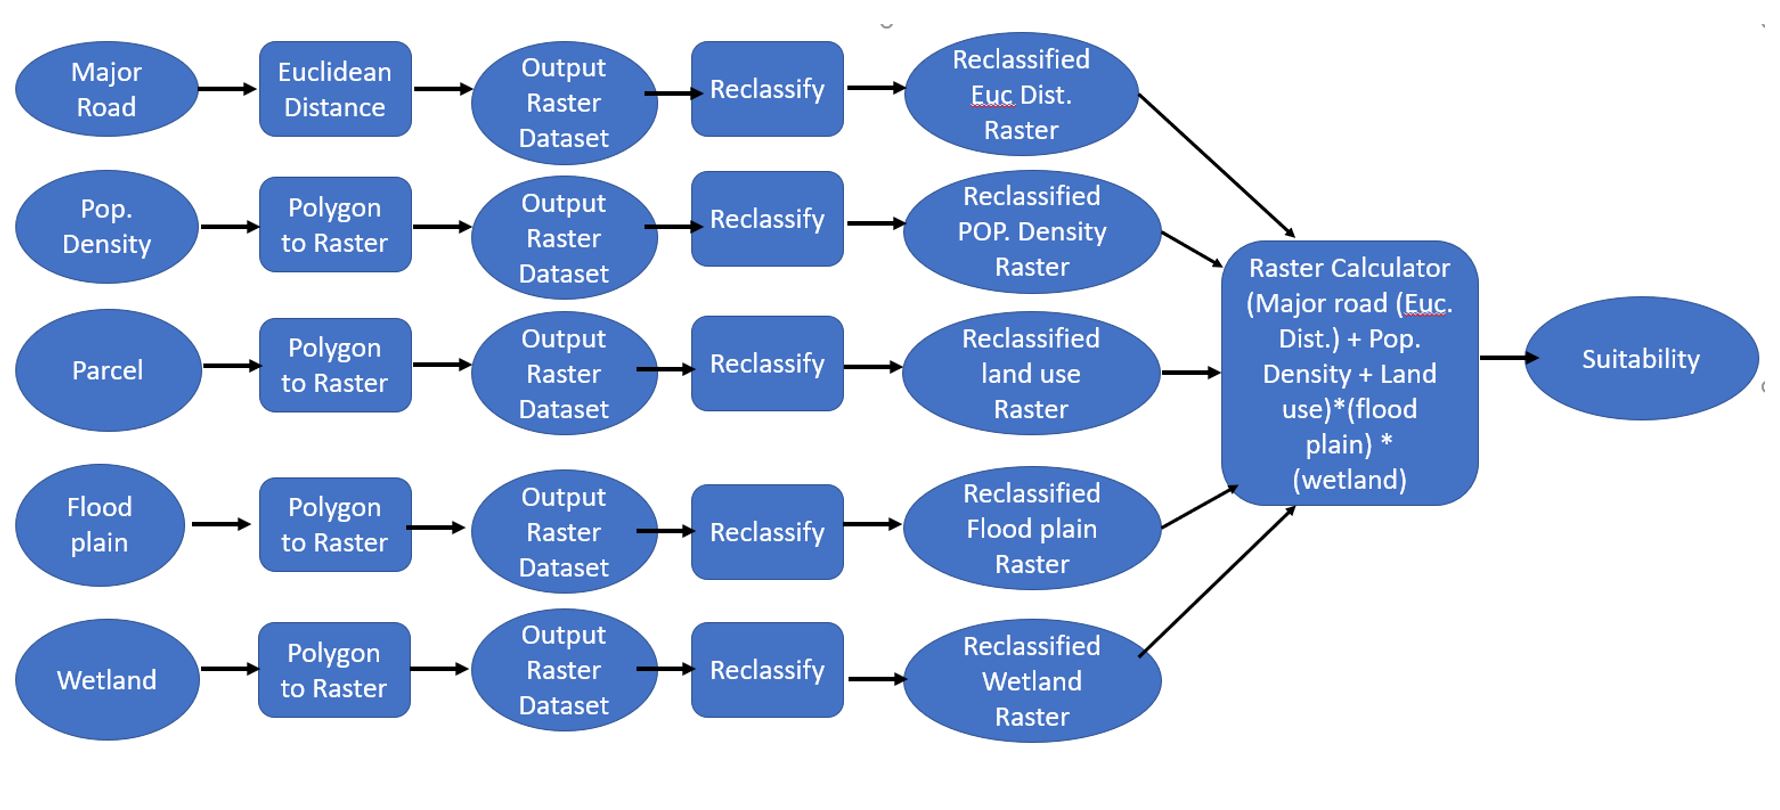 Major
Road
Euclidean
Distance
Output
Raster
Dataset
Reclassify
Reclassified
Euc Dist.
Raster
Pop.
Density
Polygon
to Raster
Output
Raster
Dataset
Reclassify
Reclassified
POP. Density
Raster
Parcel
Polygon
to Raster
Output
Raster
Dataset
Reclassify
Reclassified
land use
Raster
Flood
plain
Polygon
to Raster
Output
Raster
Dataset
Reclassify
Reclassified
Flood plain
Raster
Wetland
Polygon
to Raster
Output
Raster
Dataset
Reclassify
Reclassified
Wetland
Raster
Raster Calculator
(Major road (Euc.
Dist.) + Pop.
Density + Land
use)*(flood
plain) *
(wetland)
Suitability